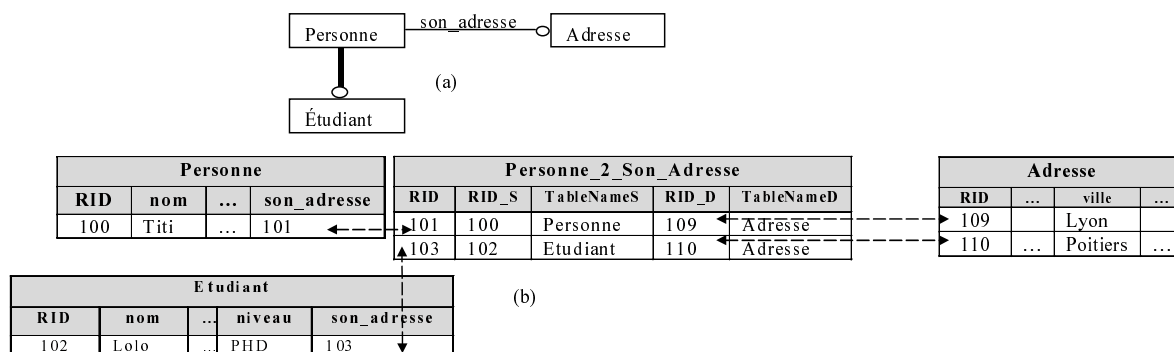 son_adresse
Personne
Adresse
(a)
Étudiant
Personne
RID nom ... son_adresse
100 Titi ... 101
Personne_2_Son_Adresse
RID RID_S TableNameS RID_D TableNameD
101 100 Personne 109 Adresse
103 102 Etudiant 110 Adresse
Adresse
RID ... ville ...
109 Lyon
110 ... Poitiers ...
(b)
Etudiant
RID nom ... niveau son_adresse
102 Lolo ... PHD 103